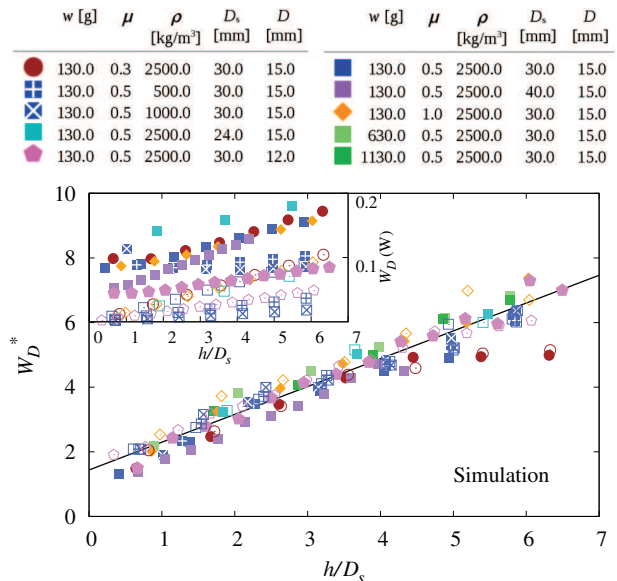 w [g] μ ρ [kg/m³] Dₛ [mm] D [mm]
130.0 0.3 2500.0 30.0 15.0
130.0 0.5 500.0 30.0 15.0
130.0 0.5 1000.0 30.0 15.0
130.0 0.5 2500.0 24.0 15.0
130.0 0.5 2500.0 30.0 12.0
w [g] μ ρ [kg/m³] Dₛ [mm] D [mm]
130.0 0.5 2500.0 30.0 15.0
130.0 0.5 2500.0 40.0 15.0
130.0 1.0 2500.0 30.0 15.0
630.0 0.5 2500.0 30.0 15.0
1130.0 0.5 2500.0 30.0 15.0
10
8
6
4
2
0
W_D*
0.2
0.1
W_D (W)
0 1 2 3 4 5 6 7
h/Dₛ
Simulation
0 1 2 3 4 5 6 7
h/Dₛ